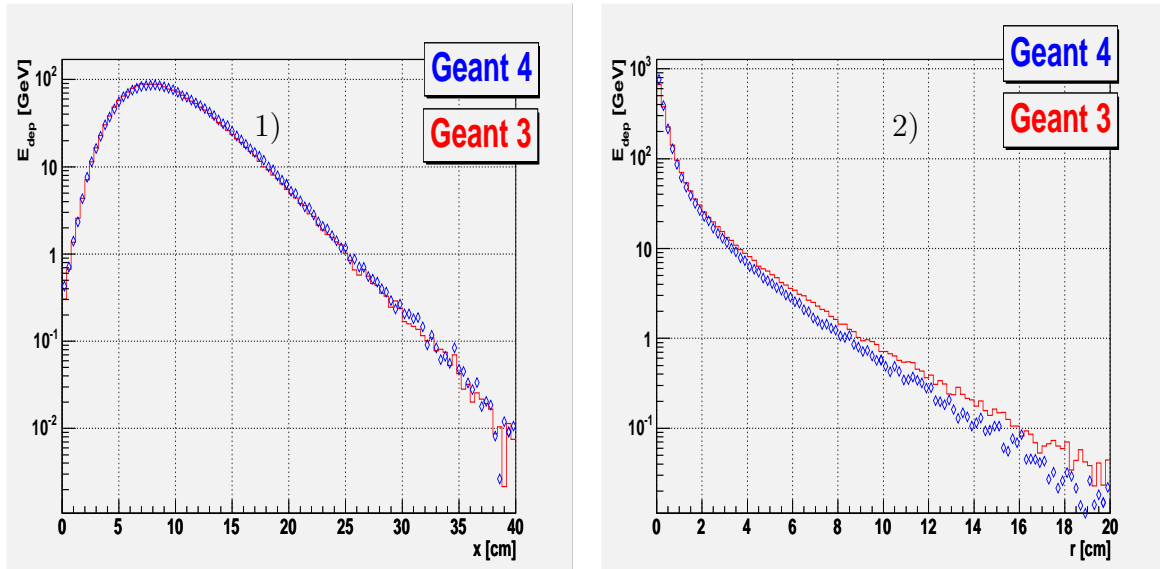 Geant 4
Geant 3
1)
E_dep [GeV]
10^2
10
1
10^-1
10^-2
0 5 10 15 20 25 30 35 40
x [cm]
Geant 4
Geant 3
2)
E_dep [GeV]
10^3
10^2
10
1
10^-1
0 2 4 6 8 10 12 14 16 18 20
r [cm]